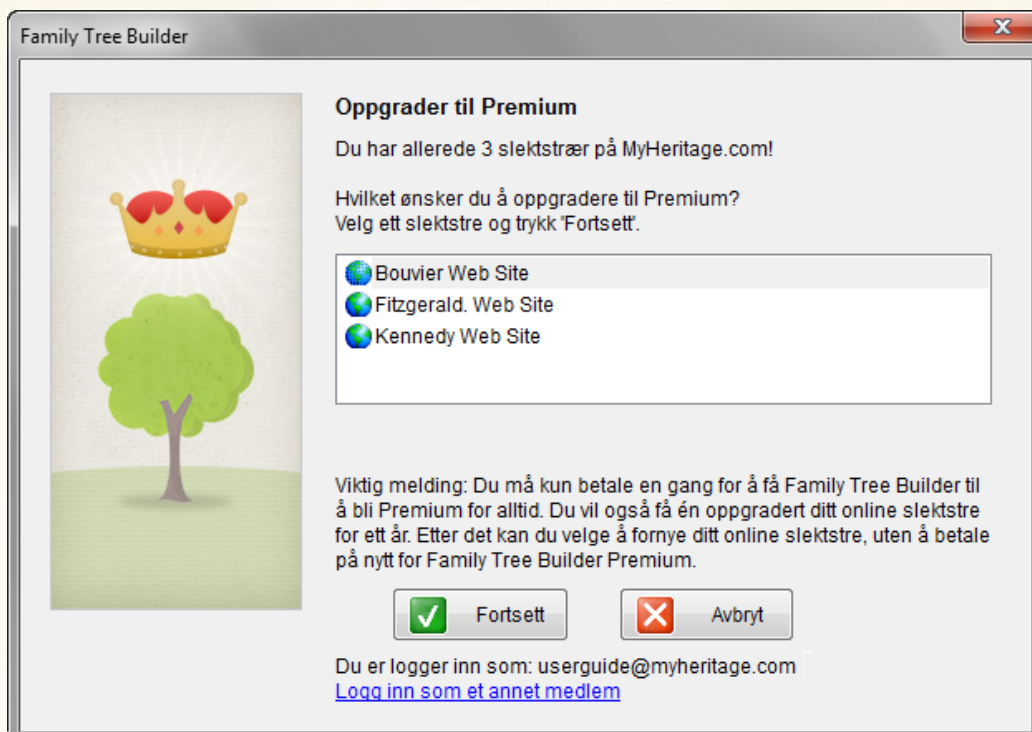 Family Tree Builder
Oppgrader til Premium
Du har allerede 3 slektstrær på MyHeritage.com!
Hvilket ønsker du å oppgradere til Premium?
Velg ett slektstre og trykk 'Fortsett'.
Bouvier Web Site
Fitzgerald. Web Site
Kennedy Web Site
Viktig melding: Du må kun betale en gang for å få Family Tree Builder til
å bli Premium for alltid. Du vil også få én oppgradert ditt online slektstre
for ett år. Etter det kan du velge å fornye ditt online slektstre, uten å betale
på nytt for Family Tree Builder Premium.
Fortsett Avbryt
Du er logger inn som: userguide@myheritage.com
Logg inn som et annet medlem